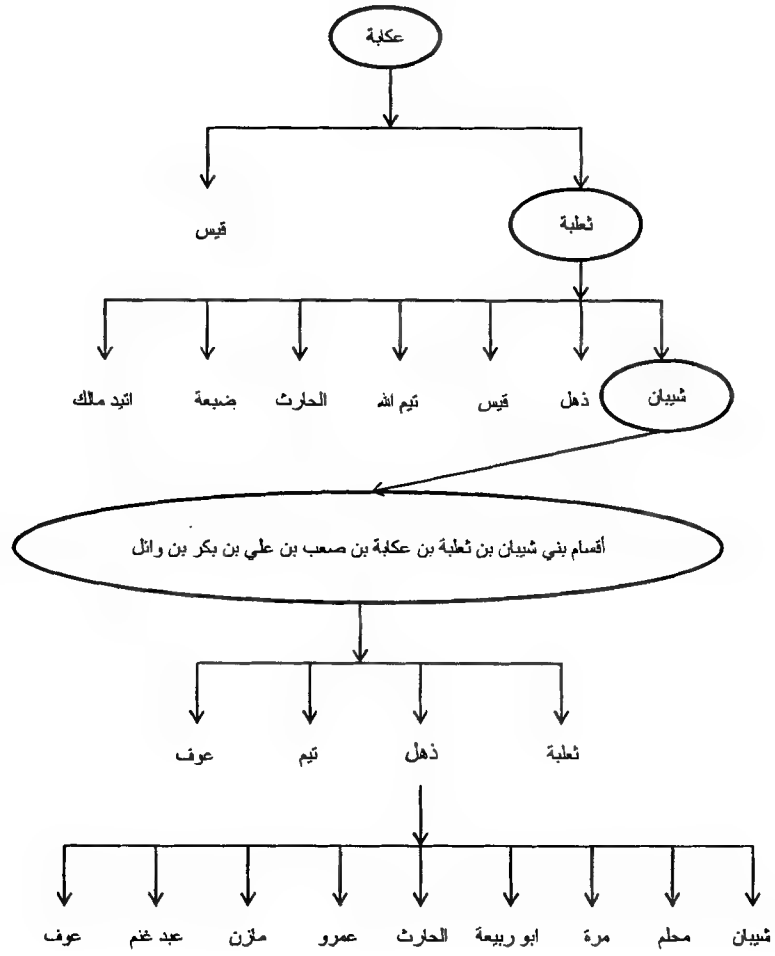 عكابة
ثعلبة قيس
شيبان ذهل قيس تيم الله الحارث ضبعة اتيد مالك
أقسام بني شيبان بن ثعلبة بن عكابة بن صعب بن علي بن بكر بن وائل
ثعلبة ذهل تيم عوف
شيبان محلم مرة ابو ربيعة الحارث عمرو مازن عبد غنم عوف